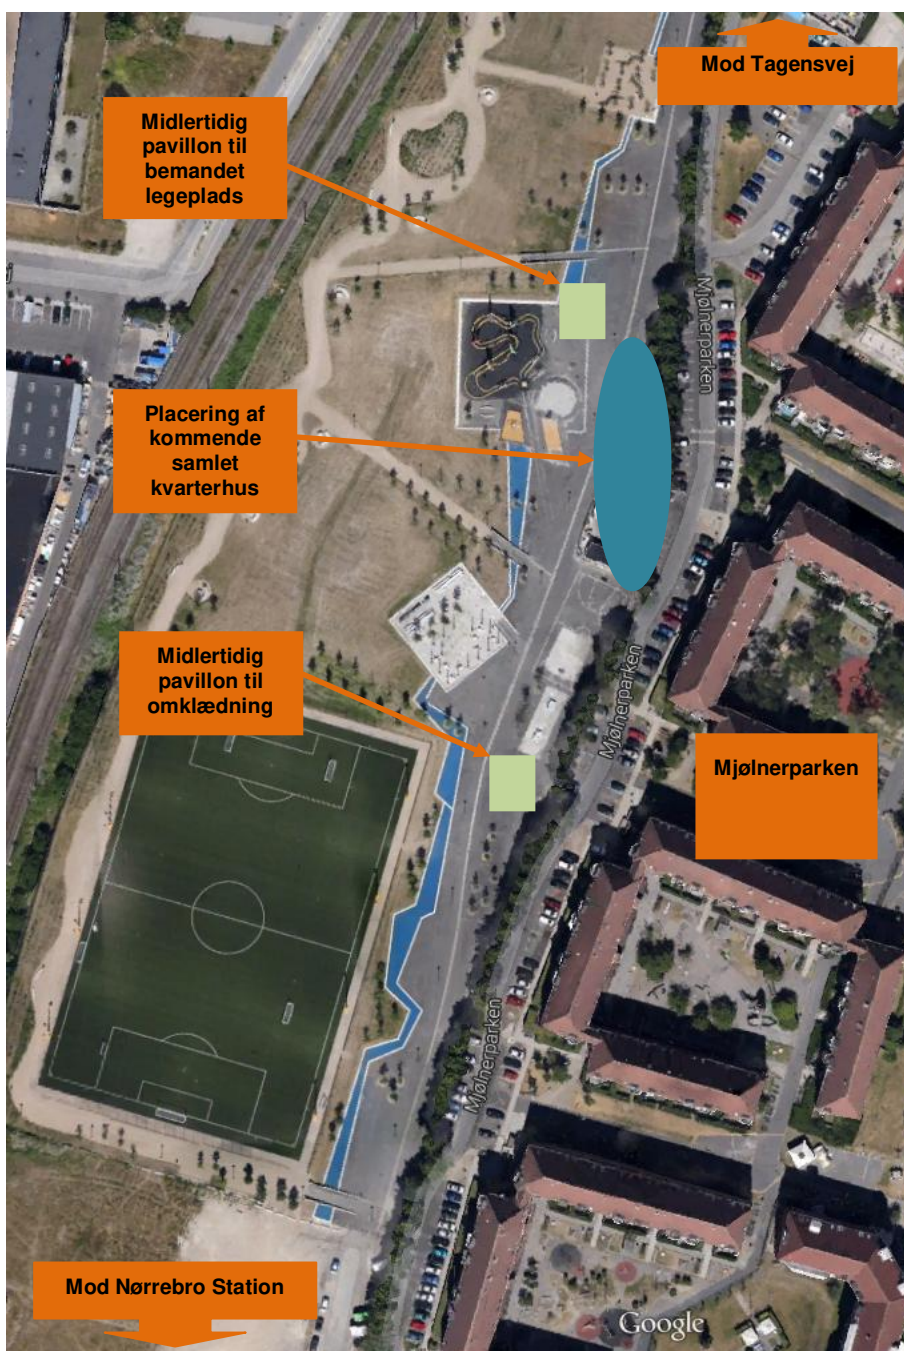 Mod Tagensvej
Midlertidig
pavillon til
bemandet
legeplads
Mjølnerparken
Placering af
kommende
samlet
kvarterhus
Midlertidig
pavillon til
omklædning
Mjølnerparken
Mjølnerparken
Mjølnerparken
Mod Nørrebro Station
Google